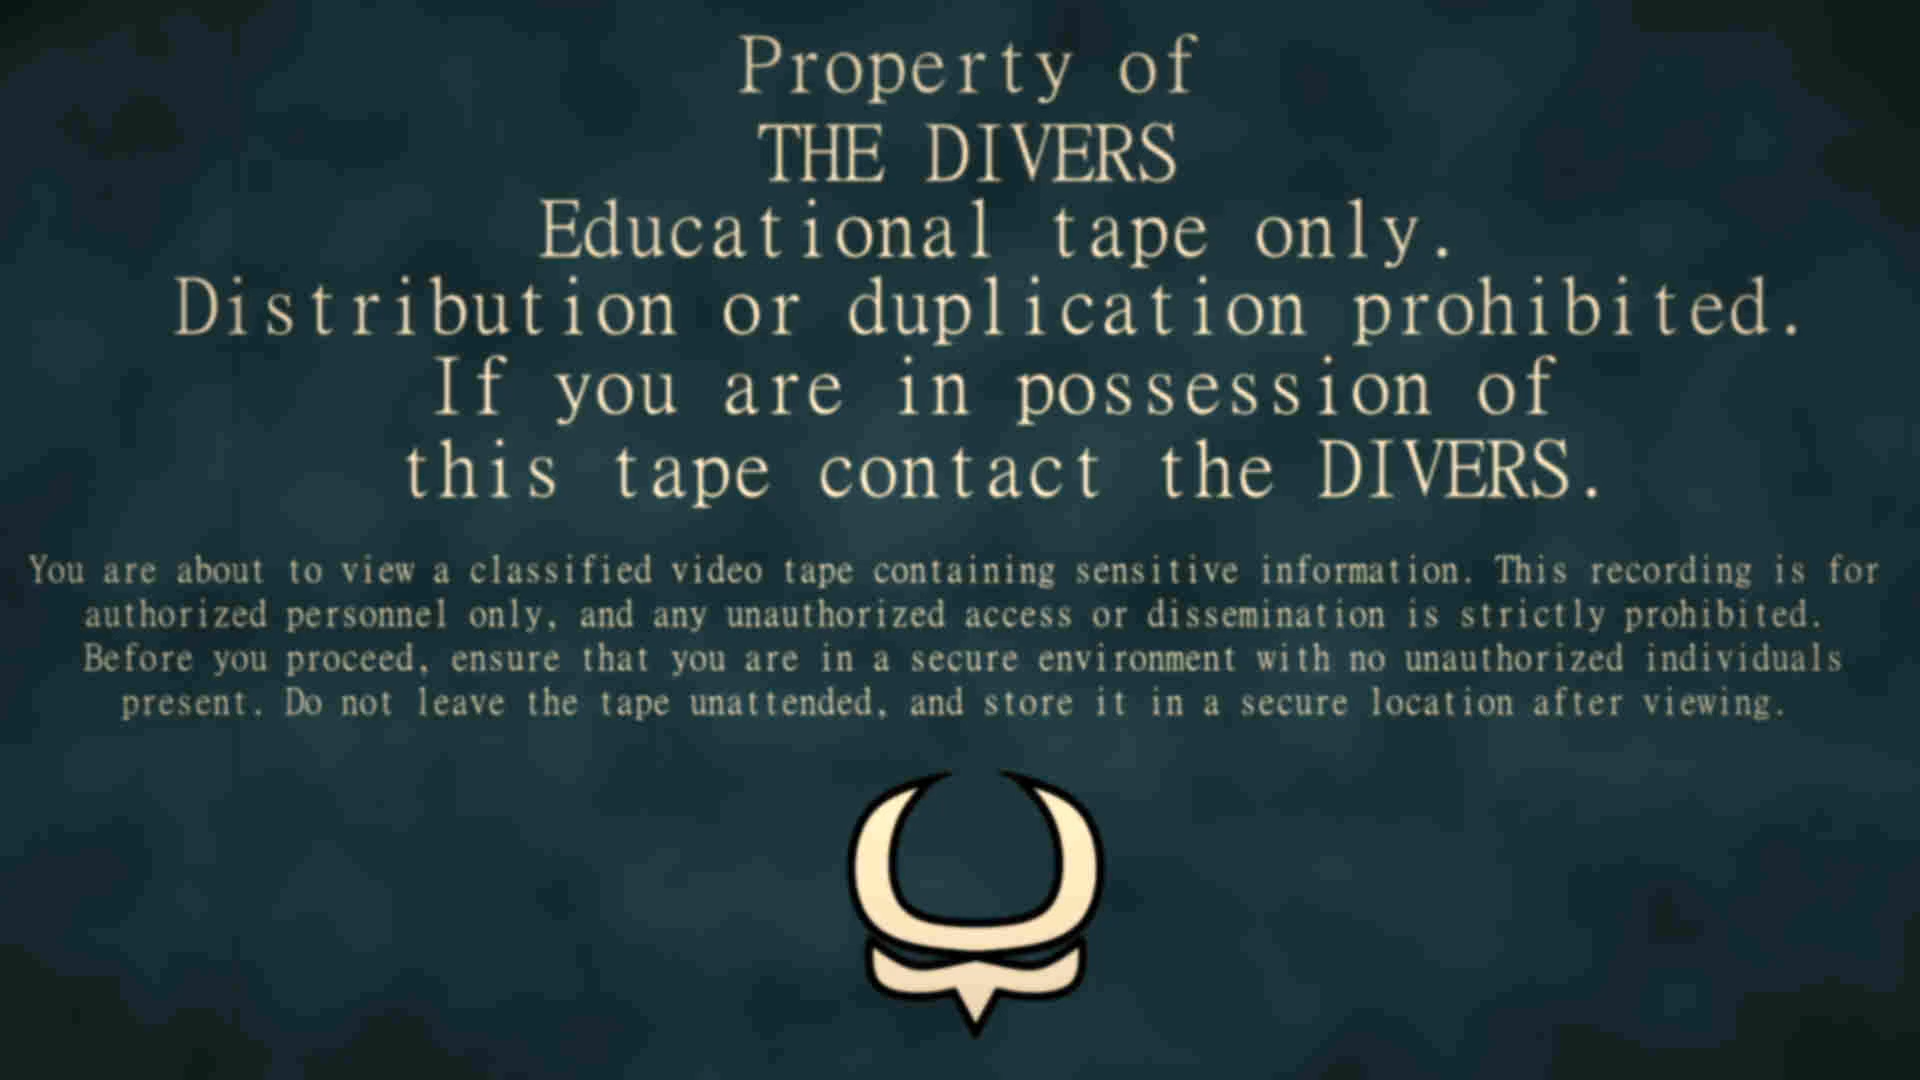 Property of
THE DIVERS
Educational tape only.
Distribution or duplication prohibited.
If you are in possession of
this tape contact the DIVERS.
You are about to view a classified video tape containing sensitive information. This recording is for
authorized personnel only, and any unauthorized access or dissemination is strictly prohibited.
Before you proceed, ensure that you are in a secure environment with no unauthorized individuals
present. Do not leave the tape unattended, and store it in a secure location after viewing.